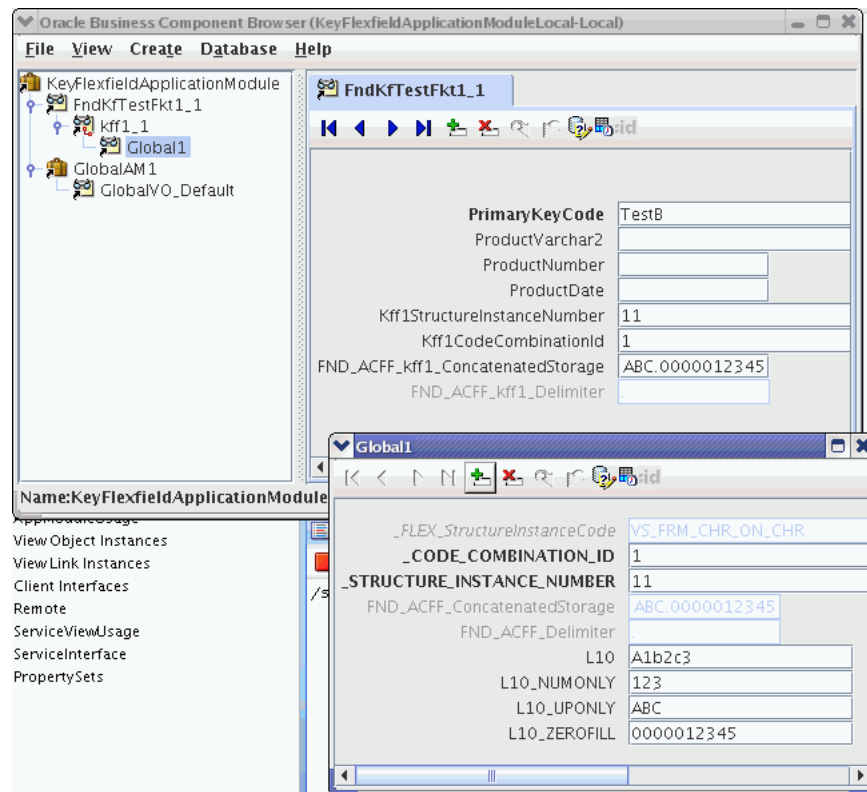 Oracle Business Component Browser (KeyFlexfieldApplicationModuleLocal-Local)
File View Create Database Help
KeyFlexfieldApplicationModule
FndKfTestFkt1_1
kff1_1
Global1
GlobalAM1
GlobalVO_Default
FndKfTestFkt1_1
:id
PrimaryKeyCode TestB
ProductVarchar2
ProductNumber
ProductDate
Kff1StructureInstanceNumber 11
Kff1CodeCombinationId 1
FND_ACFF_kff1_ConcatenatedStorage ABC.0000012345
FND_ACFF_kff1_Delimiter .
Name:KeyFlexfieldApplicationModule
AppModuleUsage
View Object Instances
View Link Instances
Client Interfaces
Remote
ServiceViewUsage
ServiceInterface
PropertySets
/s
Global1
:id
_FLEX_StructureInstanceCode VS_FRM_CHR_ON_CHR
_CODE_COMBINATION_ID 1
_STRUCTURE_INSTANCE_NUMBER 11
FND_ACFF_ConcatenatedStorage ABC.0000012345
FND_ACFF_Delimiter .
L10 A1b2c3
L10_NUMONLY 123
L10_UPONLY ABC
L10_ZEROFILL 0000012345